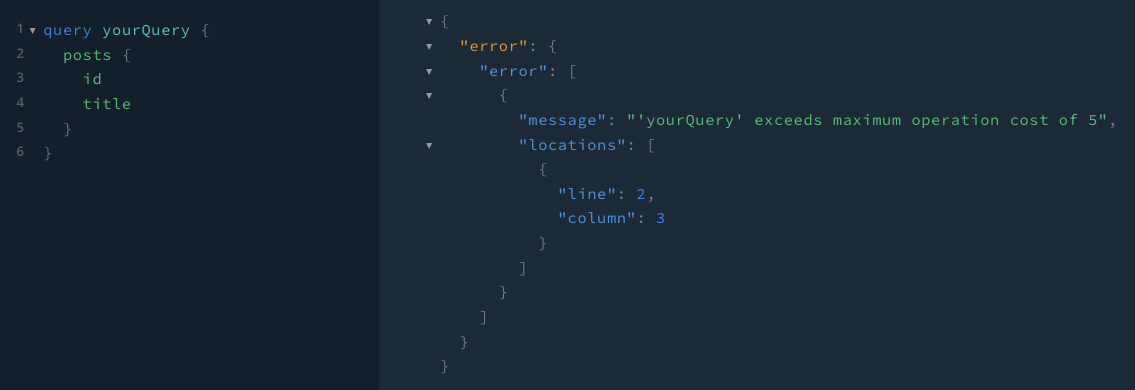 1 ▾ query yourQuery {
2 posts {
3 id
4 title
5 }
6 }
▾ {
▾ "error": {
▾ "error": [
▾ {
"message": "'yourQuery' exceeds maximum operation cost of 5",
▾ "locations": [
{
"line": 2,
"column": 3
}
]
}
]
}
}